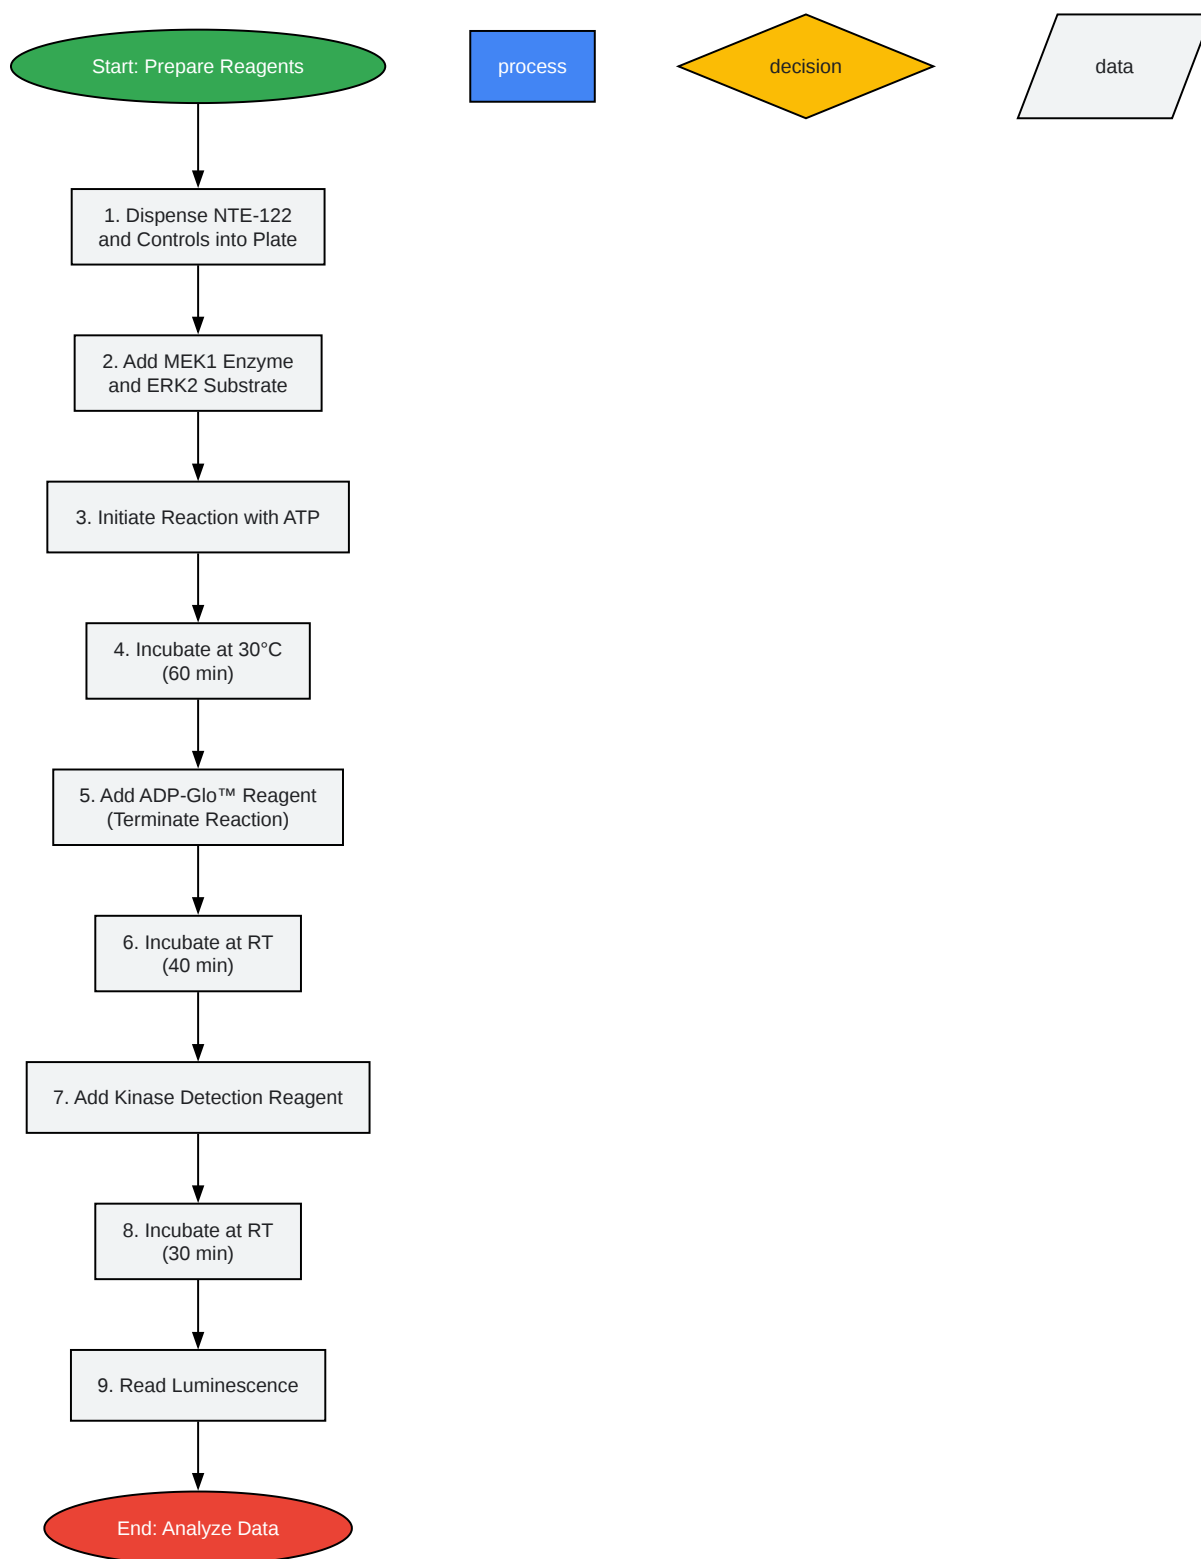 Start: Prepare Reagents
process
decision
data
1. Dispense NTE-122
and Controls into Plate
2. Add MEK1 Enzyme
and ERK2 Substrate
3. Initiate Reaction with ATP
4. Incubate at 30°C
(60 min)
5. Add ADP-Glo™ Reagent
(Terminate Reaction)
6. Incubate at RT
(40 min)
7. Add Kinase Detection Reagent
8. Incubate at RT
(30 min)
9. Read Luminescence
End: Analyze Data